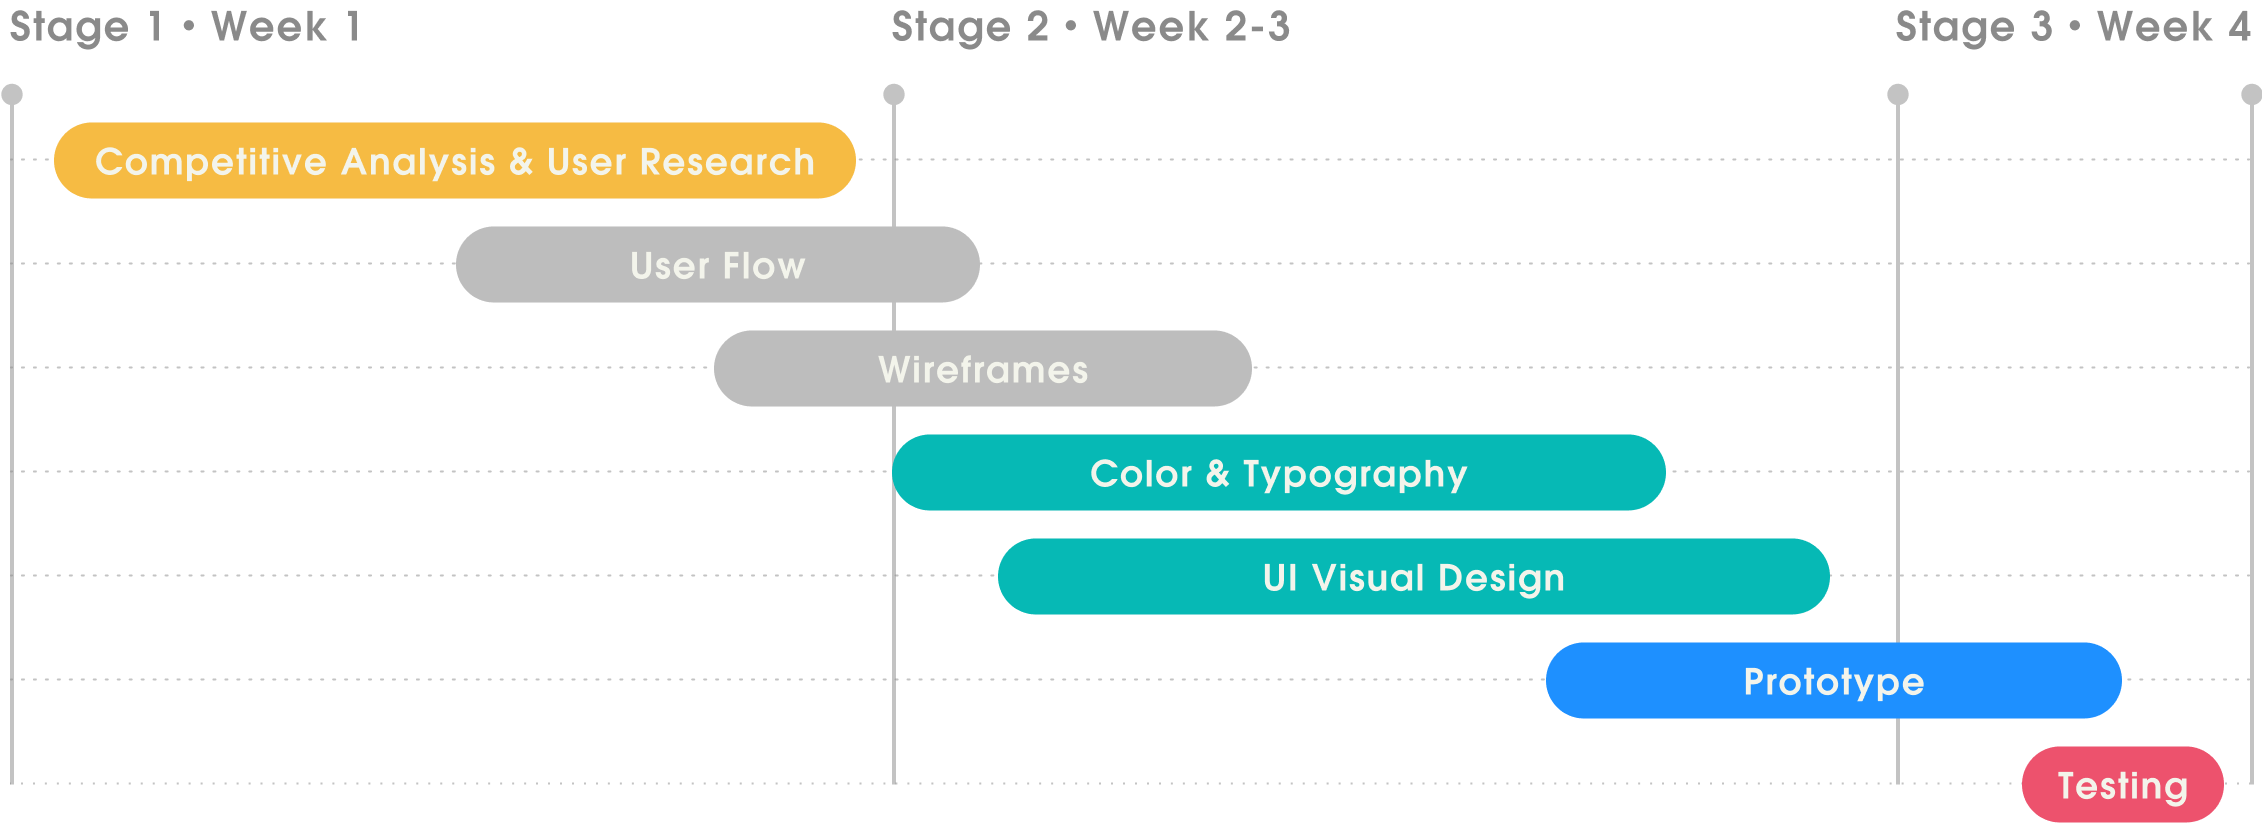 Stage 1 • Week 1
Stage 2 • Week 2-3
Stage 3 • Week 4
Competitive Analysis & User Research
User Flow
Wireframes
Color & Typography
UI Visual Design
Prototype
Testing